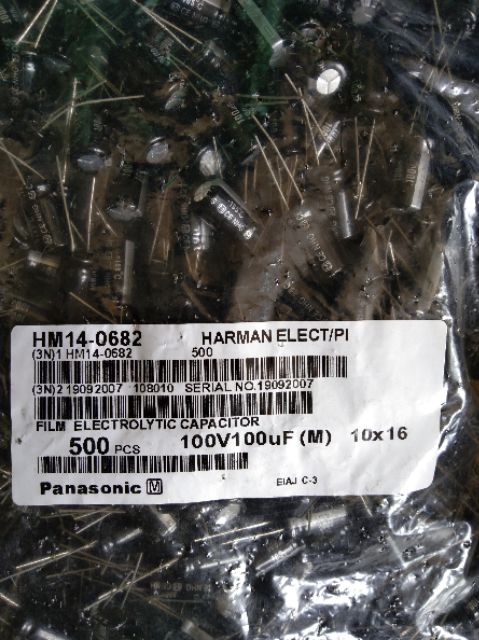 HM14-0682 HARMAN ELECT/PI
(3N)1 HM14-0682 500
(3N)2 19092007 108010 SERIAL NO.19092007
FILM ELECTROLYTIC CAPACITOR
500 PCS 100V100uF (M) 10x16
Panasonic M EIAJ C-3